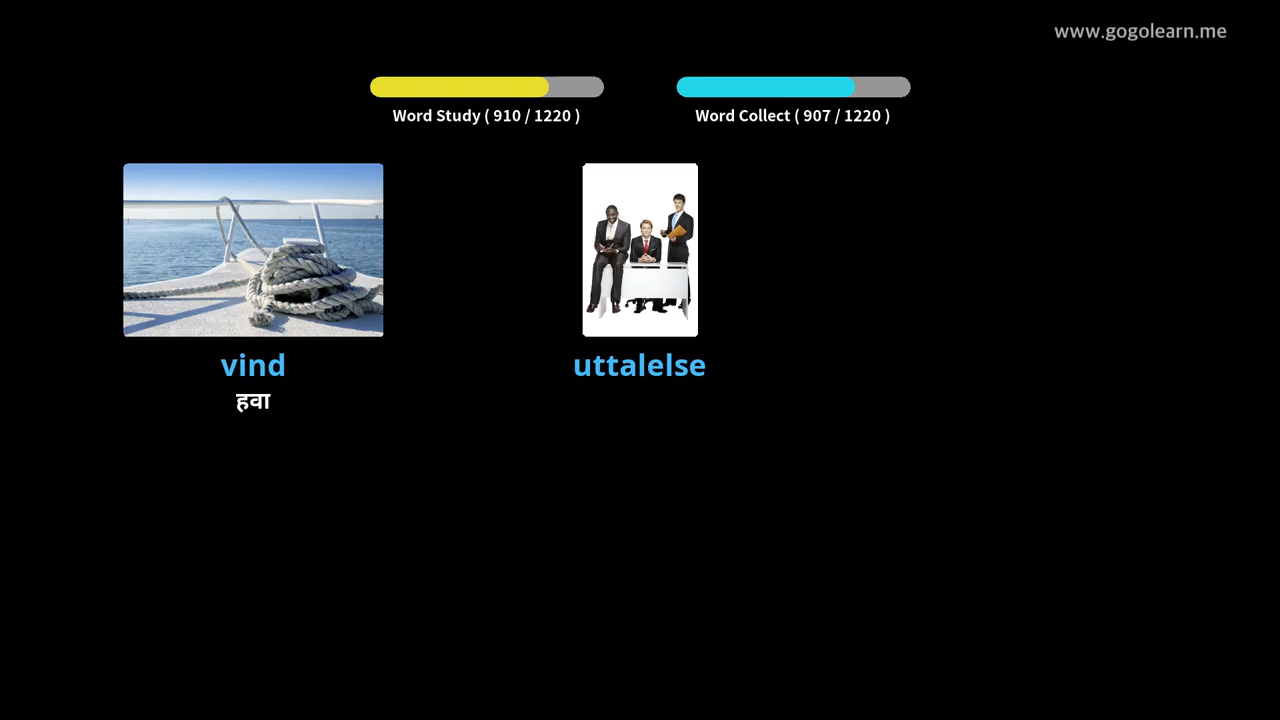 www.gogolearn.me
Word Study ( 910 / 1220 )
Word Collect ( 907 / 1220 )
vind
हवा
uttalelse